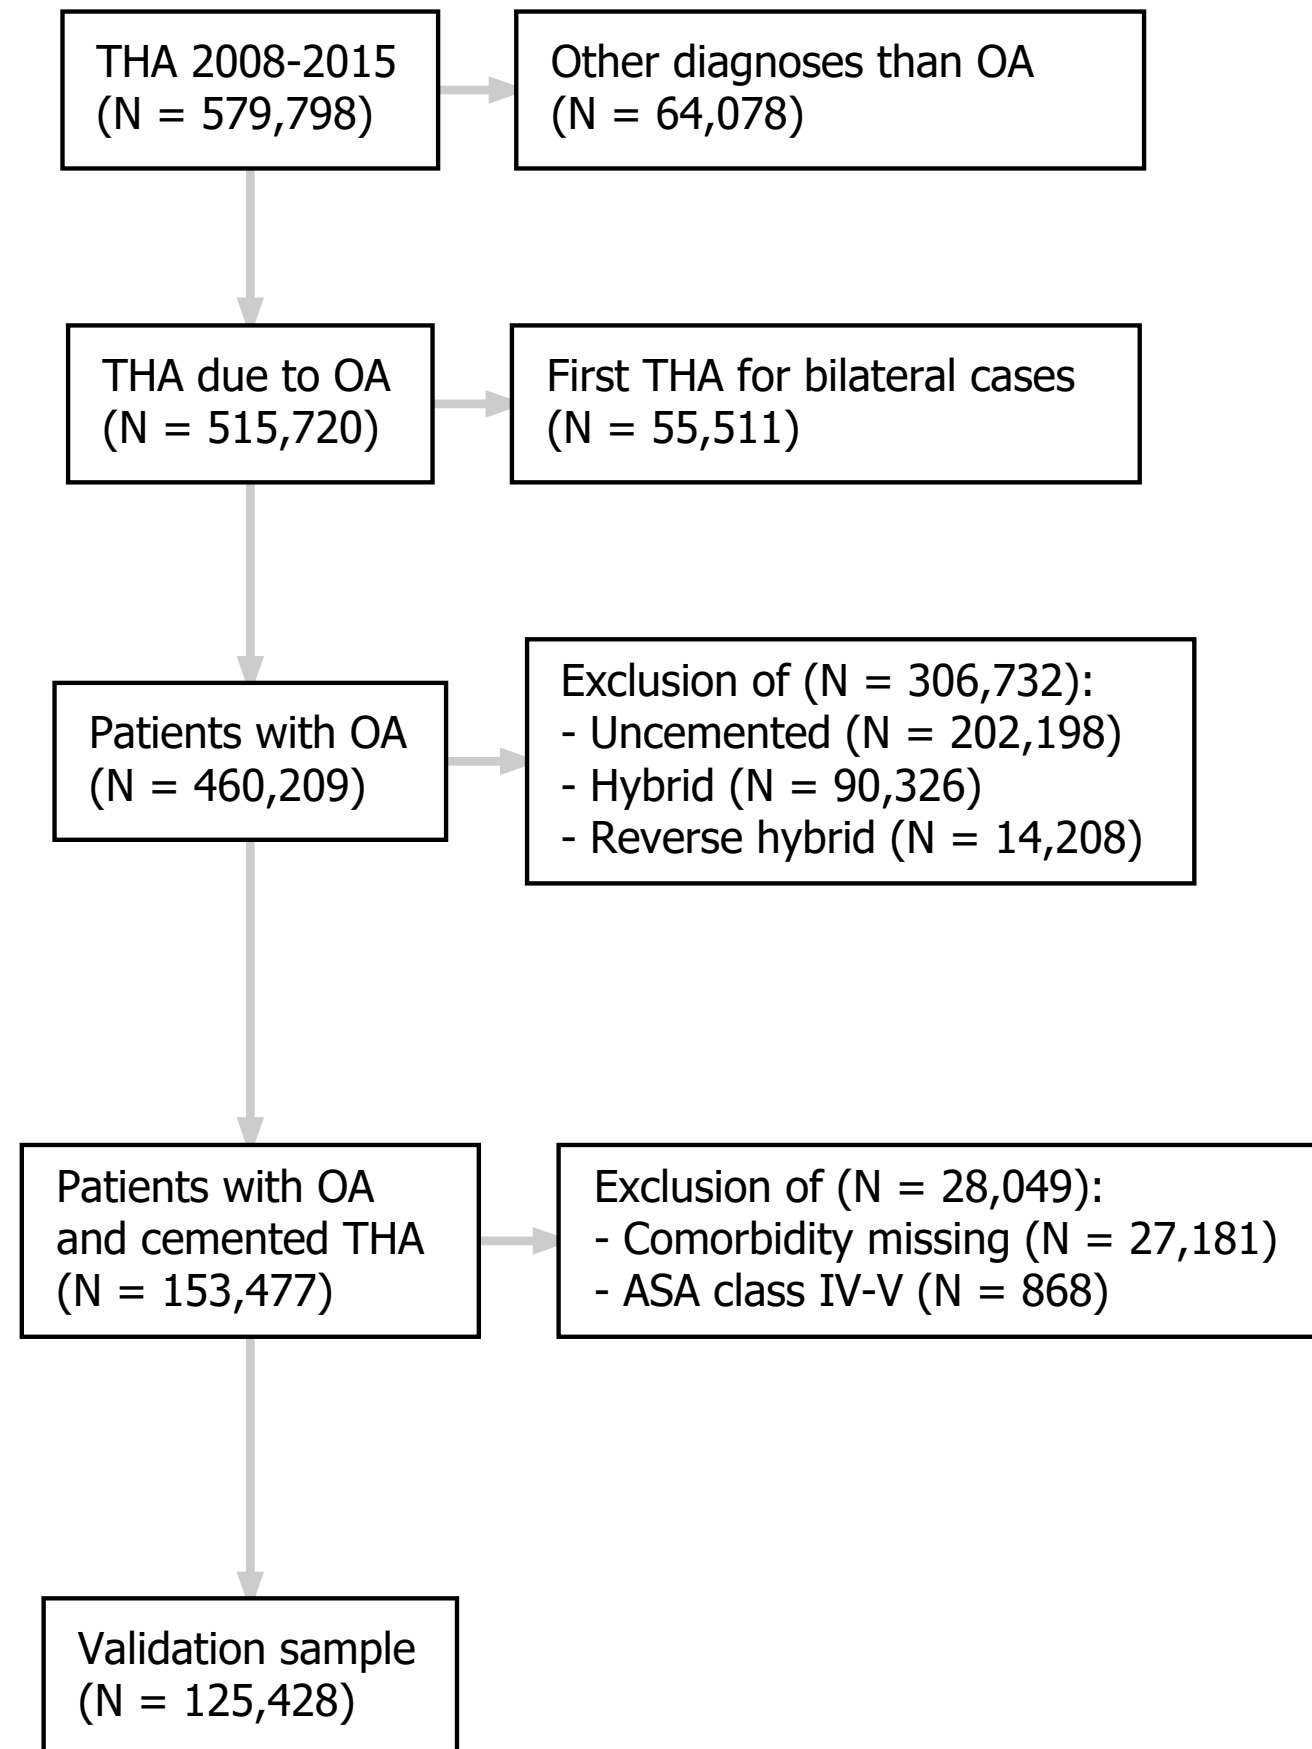 THA 2008-2015
(N = 579,798)
Other diagnoses than OA
(N = 64,078)
THA due to OA
(N = 515,720)
First THA for bilateral cases
(N = 55,511)
Patients with OA
(N = 460,209)
Exclusion of (N = 306,732):
- Uncemented (N = 202,198)
- Hybrid (N = 90,326)
- Reverse hybrid (N = 14,208)
Patients with OA
and cemented THA
(N = 153,477)
Exclusion of (N = 28,049):
- Comorbidity missing (N = 27,181)
- ASA class IV-V (N = 868)
Validation sample
(N = 125,428)